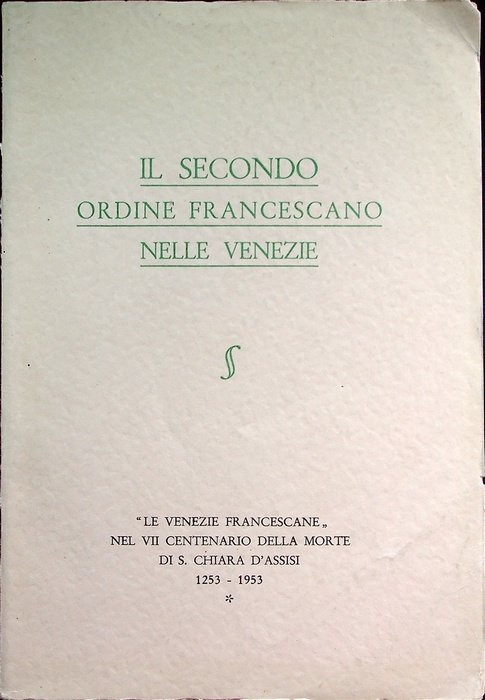 IL SECONDO
ORDINE FRANCESCANO
NELLE VENEZIE
"LE VENEZIE FRANCESCANE„
NEL VII CENTENARIO DELLA MORTE
DI S. CHIARA D'ASSISI
1253 - 1953
*